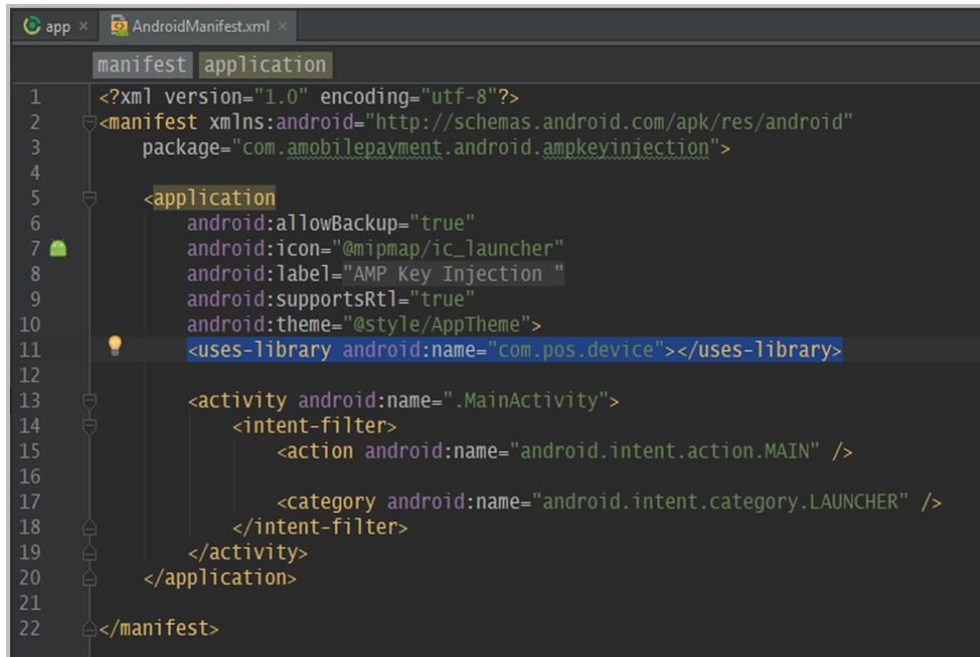 app AndroidManifest.xml
manifest application
1 <?xml version="1.0" encoding="utf-8"?>
2 <manifest xmlns:android="http://schemas.android.com/apk/res/android"
3     package="com.amobilepayment.android.ampkeyinjection">
4
5     <application
6         android:allowBackup="true"
7         android:icon="@mipmap/ic_launcher"
8         android:label="AMP Key Injection "
9         android:supportsRtl="true"
10         android:theme="@style/AppTheme">
11         <uses-library android:name="com.pos.device"></uses-library>
12
13         <activity android:name=".MainActivity">
14             <intent-filter>
15                 <action android:name="android.intent.action.MAIN" />
16
17                 <category android:name="android.intent.category.LAUNCHER" />
18             </intent-filter>
19         </activity>
20     </application>
21
22 </manifest>